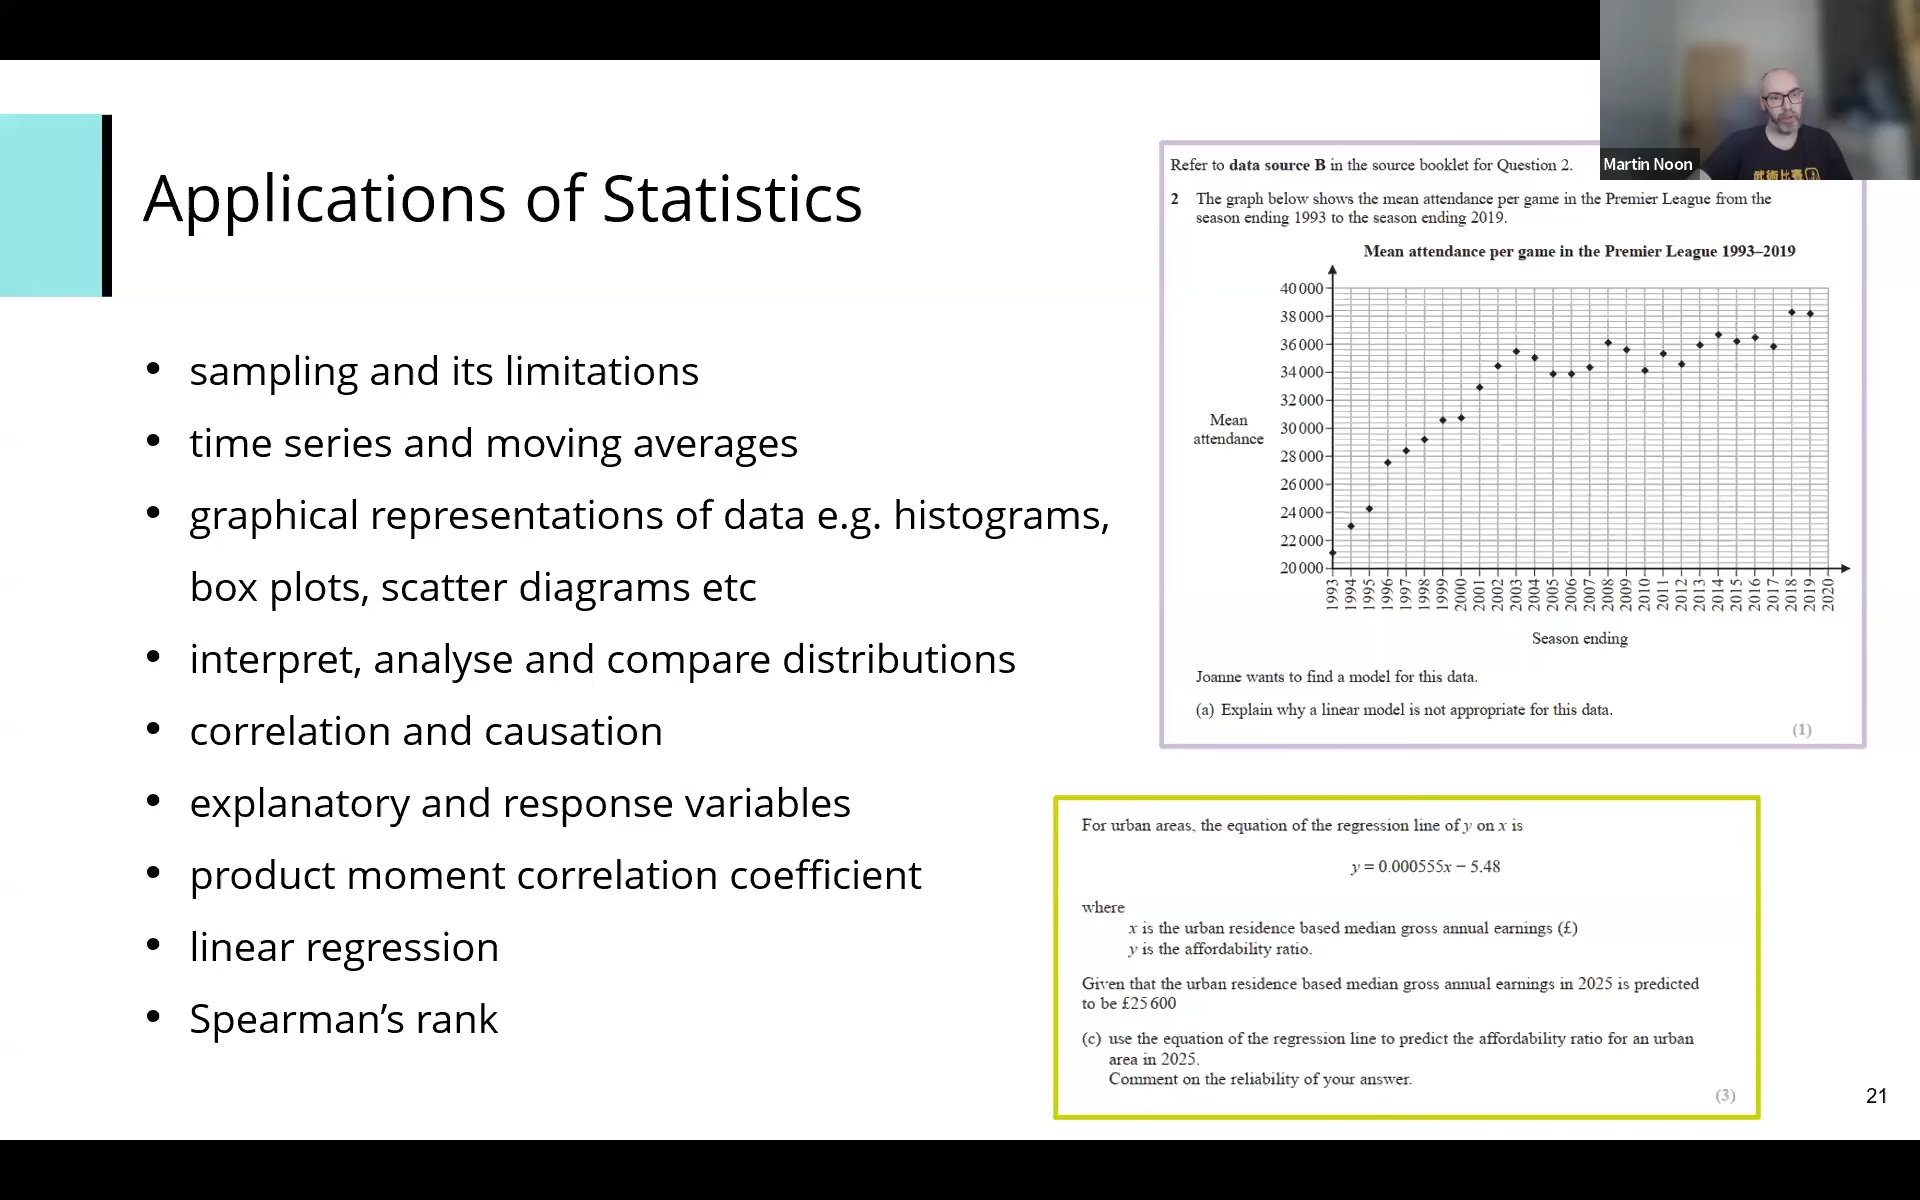 Applications of Statistics
• sampling and its limitations
• time series and moving averages
• graphical representations of data e.g. histograms,
box plots, scatter diagrams etc
• interpret, analyse and compare distributions
• correlation and causation
• explanatory and response variables
• product moment correlation coefficient
• linear regression
• Spearman’s rank
Martin Noon
武術比賽
Refer to data source B in the source booklet for Question 2.
2 The graph below shows the mean attendance per game in the Premier League from the
season ending 1993 to the season ending 2019.
Mean attendance per game in the Premier League 1993–2019
40 000
38 000
36 000
34 000
32 000
30 000
28 000
26 000
24 000
22 000
20 000
Mean
attendance
1993 1994 1995 1996 1997 1998 1999 2000 2001 2002 2003 2004 2005 2006 2007 2008 2009 2010 2011 2012 2013 2014 2015 2016 2017 2018 2019 2020
Season ending
Joanne wants to find a model for this data.
(a) Explain why a linear model is not appropriate for this data.
(1)
For urban areas, the equation of the regression line of y on x is
y = 0.000555x − 5.48
where
x is the urban residence based median gross annual earnings (£)
y is the affordability ratio.
Given that the urban residence based median gross annual earnings in 2025 is predicted
to be £25 600
(c) use the equation of the regression line to predict the affordability ratio for an urban
area in 2025.
Comment on the reliability of your answer.
(3)
21